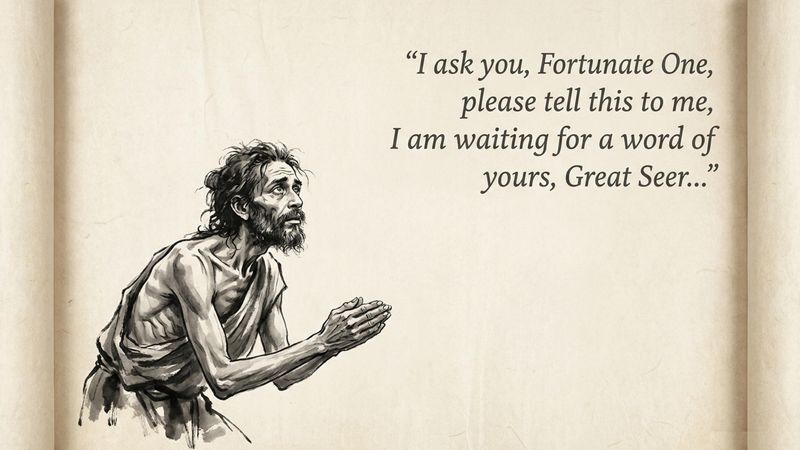 “I ask you, Fortunate One,
please tell this to me,
I am waiting for a word of
yours, Great Seer...”